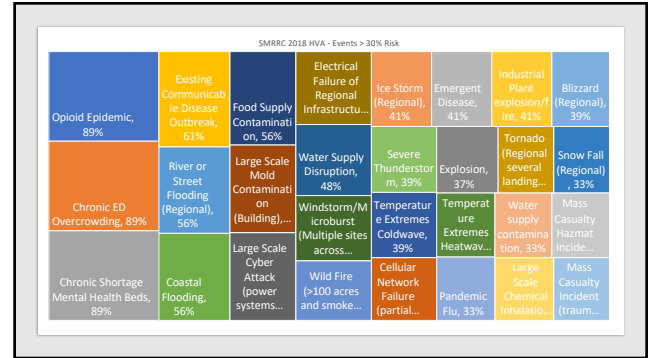 SMRRC 2018 HVA - Events > 30% Risk
Opioid Epidemic,
89%
Chronic ED
Overcrowding, 89%
Chronic Shortage
Mental Health Beds,
89%
Existing
Communicab
le Disease
Outbreak,
61%
River or
Street
Flooding
(Regional),
56%
Coastal
Flooding,
56%
Food Supply
Contaminati
on, 56%
Large Scale
Mold
Contaminati
on
(Building),...
Large Scale
Cyber
Attack
(power
systems...
Electrical
Failure of
Regional
Infrastructu...
Water Supply
Disruption,
48%
Windstorm/M
icroburst
(Multiple sites
across...
Wild Fire
(>100 acres
and smoke...
Ice Storm
(Regional),
41%
Severe
Thunderstor
m, 39%
Temperatur
e Extremes
Coldwave,
39%
Cellular
Network
Failure
(partial...
Emergent
Disease,
41%
Explosion,
37%
Temperat
ure
Extremes
Heatwav...
Pandemic
Flu, 33%
Industrial
Plant
explosion/f
ire, 41%
Tornado
(Regional
several
landing...
Water
supply
contamina
tion, 33%
Large
Scale
Chemical
Inhalatio...
Blizzard
(Regional),
39%
Snow Fall
(Regional)
, 33%
Mass
Casualty
Hazmat
Incide...
Mass
Casualty
Incident
(traum...